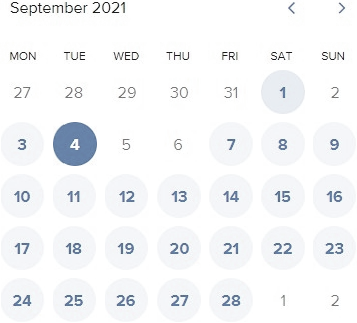 September 2021
MON TUE WED THU FRI SAT SUN
27 28 29 30 31 1 2
3 4 5 6 7 8 9
10 11 12 13 14 15 16
17 18 19 20 21 22 23
24 25 26 27 28 1 2